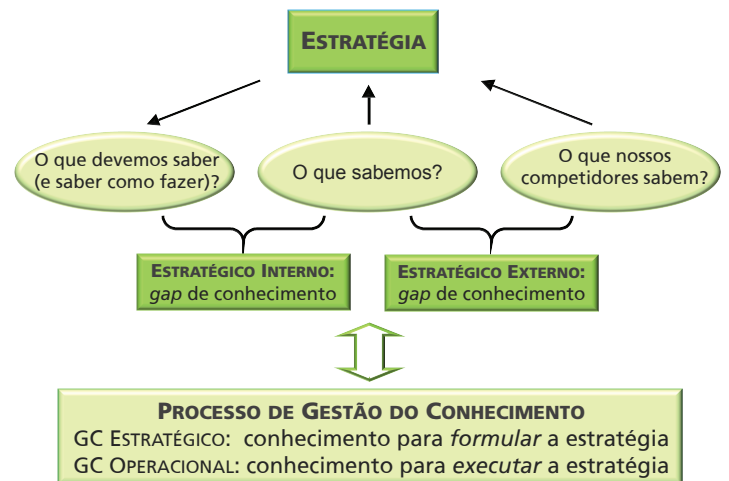 ESTRATÉGIA
O que devemos saber
(e saber como fazer)?
O que sabemos?
O que nossos
competidores sabem?
ESTRATÉGICO INTERNO:
gap de conhecimento
ESTRATÉGICO EXTERNO:
gap de conhecimento
PROCESSO DE GESTÃO DO CONHECIMENTO
GC ESTRATÉGICO: conhecimento para formular a estratégia
GC OPERACIONAL: conhecimento para executar a estratégia